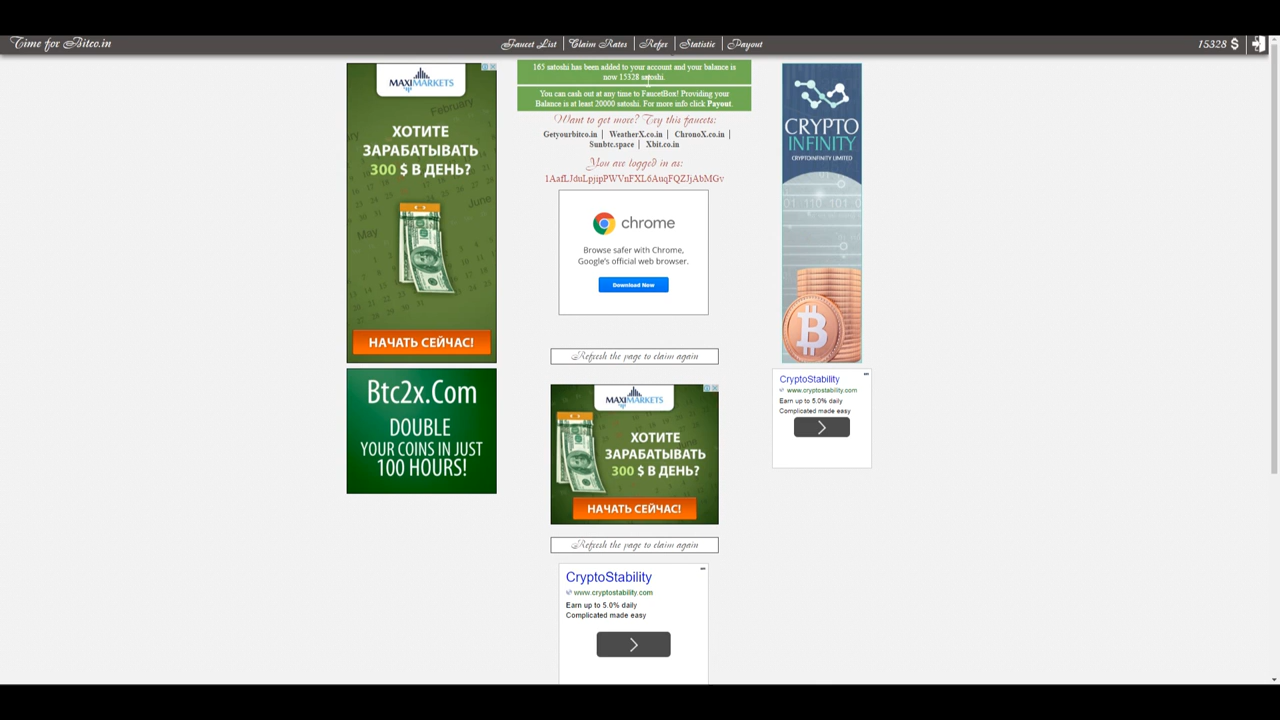 Time for Bitco.in
Faucet List | Claim Rates | Refer | Statistic | Payout
15328 $
165 satoshi has been added to your account and your balance is
now 15328 satoshi.
You can cash out at any time to FaucetBox! Providing your
Balance is at least 20000 satoshi. For more info click Payout.
Want to get more? Try this faucets:
Getyourbitco.in | WeatherX.co.in | ChronoX.co.in |
Sunbtc.space | Xbit.co.in
You are logged in as:
1AafLJduLpjipPWVnFXL6AuqFQZJjAbMGv
MAXIMARKETS
February
ХОТИТЕ
ЗАРАБАТЫВАТЬ
300 $ В ДЕНЬ?
June
May
НАЧАТЬ СЕЙЧАС!
chrome
Browse safer with Chrome,
Google's official web browser.
Download Now
CRYPTO
INFINITY
CRYPTOINFINITY LIMITED
Refresh the page to claim again
Btc2x.Com
DOUBLE
YOUR COINS IN JUST
100 HOURS!
MAXIMARKETS
ХОТИТЕ
ЗАРАБАТЫВАТЬ
300 $ В ДЕНЬ?
НАЧАТЬ СЕЙЧАС!
CryptoStability
www.cryptostability.com
Earn up to 5.0% daily
Complicated made easy
Refresh the page to claim again
CryptoStability
www.cryptostability.com
Earn up to 5.0% daily
Complicated made easy